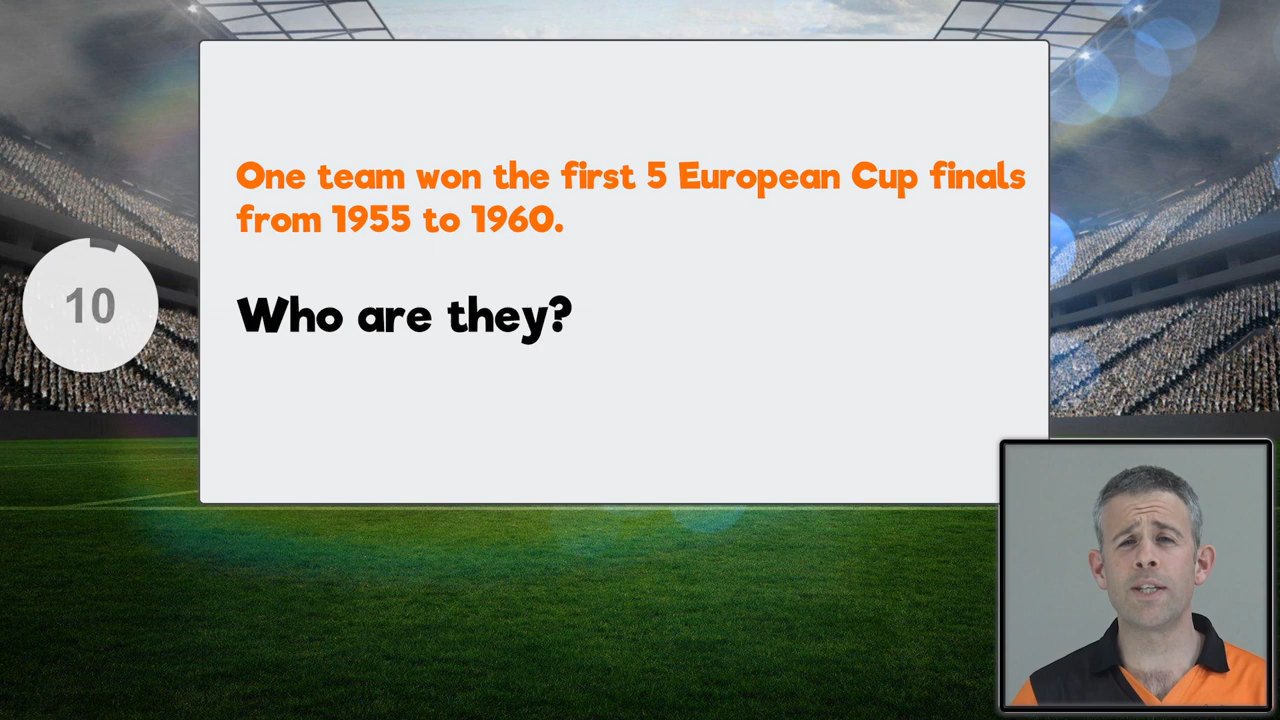 One team won the first 5 European Cup finals
from 1955 to 1960.
Who are they?
10